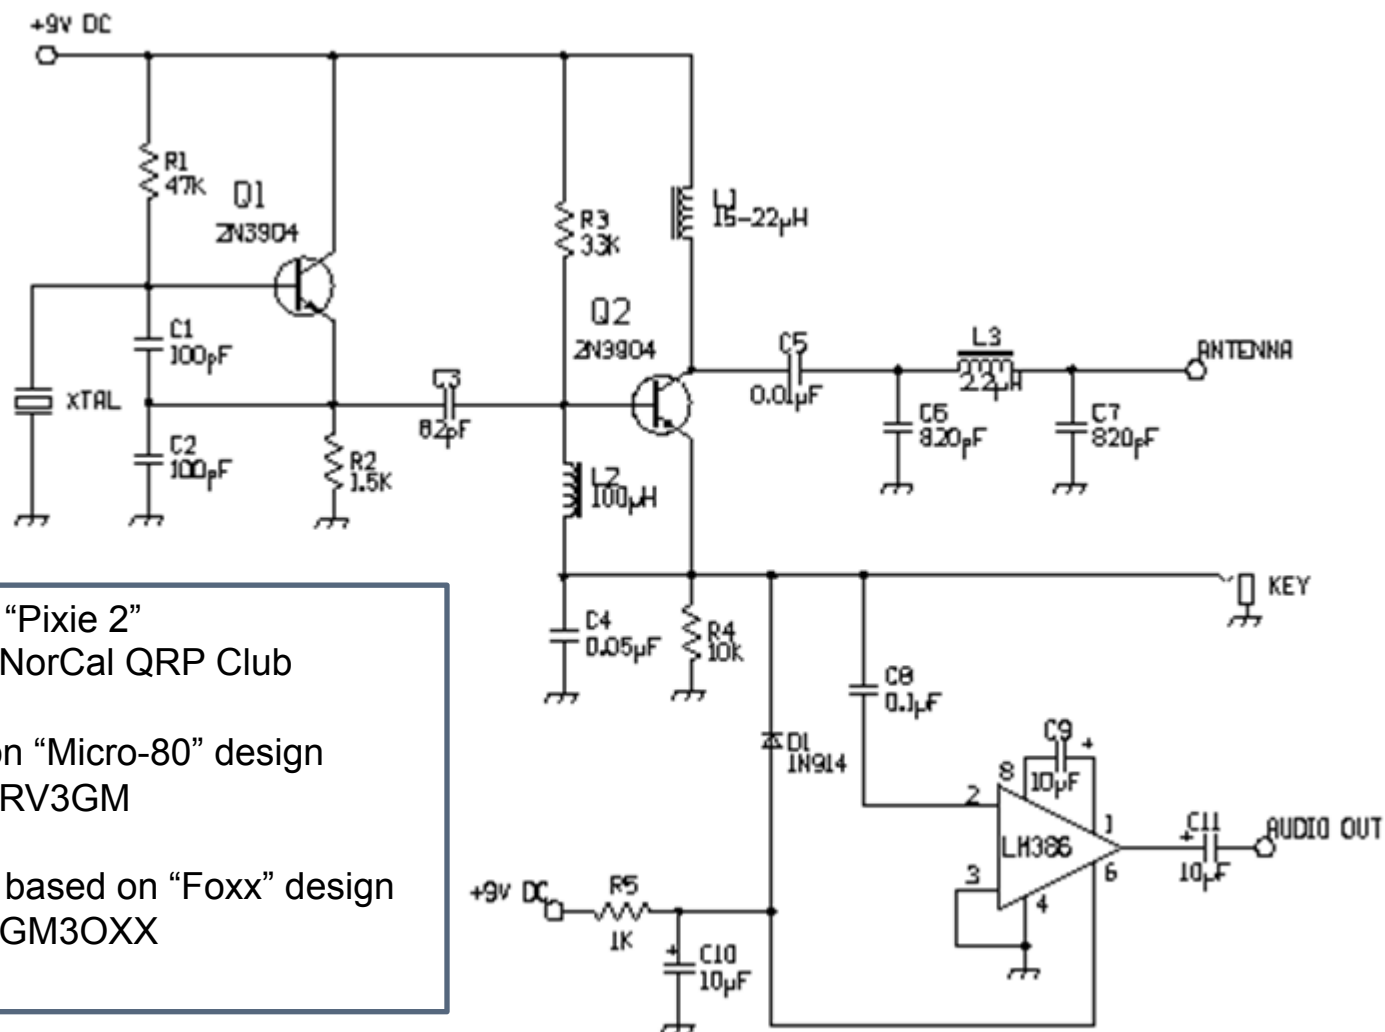 +9V DC
R1
47K
Q1
2N3904
R3
33K
L1
15-22µH
Q2
2N3904
C1
100pF
C5
0.01µF
L3
2.2µH
ANTENNA
XTAL
C3
82pF
C6
820pF
C7
820pF
C2
100pF
R2
1.5K
L2
100µH
KEY
“Pixie 2”
NorCal QRP Club
on “Micro-80” design
RV3GM
based on “Foxx” design
GM3OXX
C4
0.05µF
R4
10K
C8
0.1µF
D1
1N914
C9
+
10µF
8
2
1
LM386
3
4
6
C11
+
10µF
AUDIO OUT
+9V DC
R5
1K
+
C10
10µF